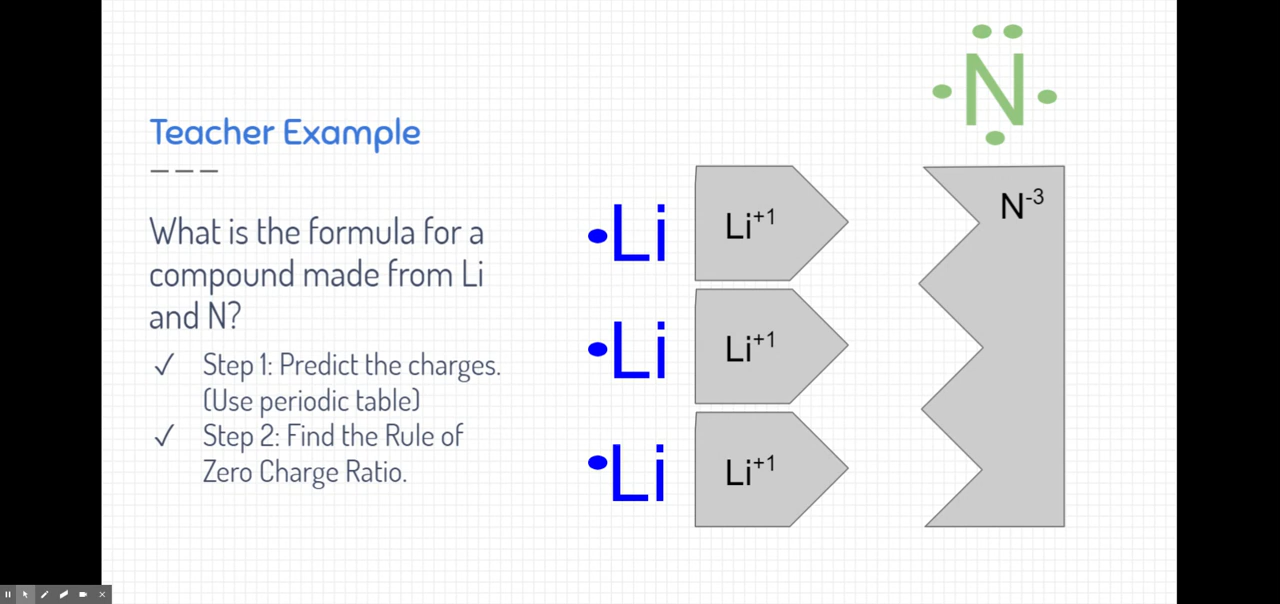 N
Teacher Example
What is the formula for a
compound made from Li
and N?
✓ Step 1: Predict the charges.
(Use periodic table)
✓ Step 2: Find the Rule of
Zero Charge Ratio.
•Li
Li+1
N-3
•Li
Li+1
•Li
Li+1